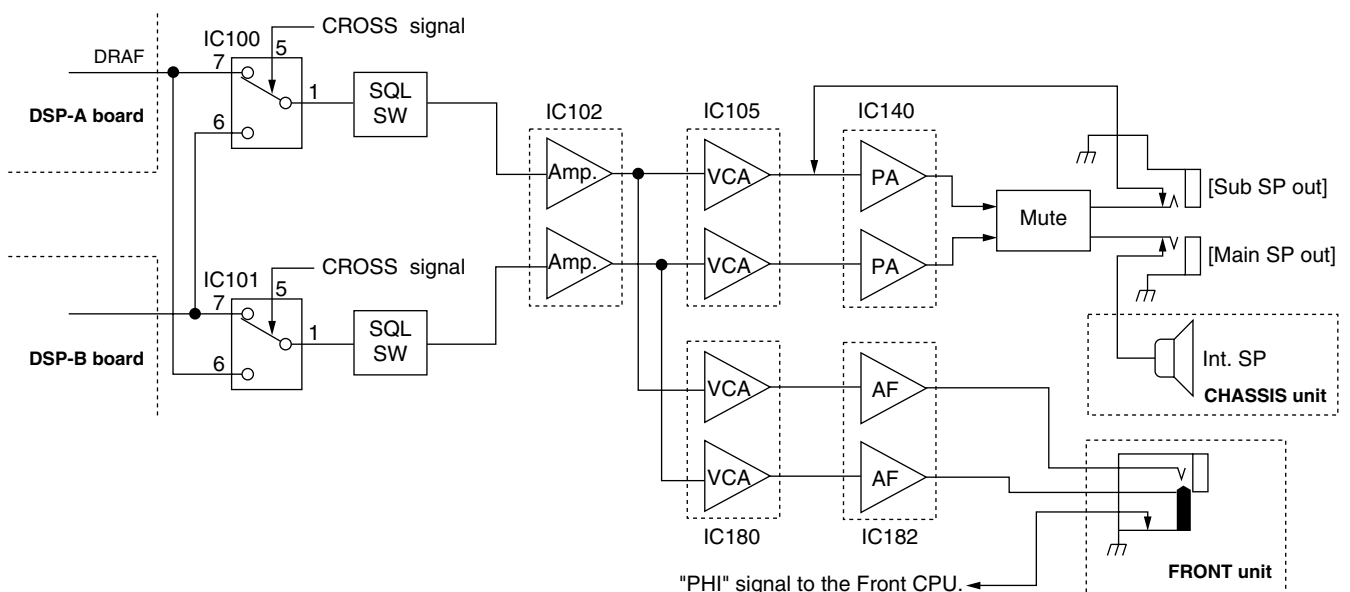 CROSS signal
IC100
5
DRAF
7
1
SQL
SW
DSP-A board
6
IC102
IC105
IC140
Amp.
VCA
PA
[Sub SP out]
Mute
Amp.
VCA
PA
[Main SP out]
CROSS signal
IC101
5
7
1
SQL
SW
DSP-B board
6
Int. SP
CHASSIS unit
VCA
AF
VCA
AF
IC180
IC182
FRONT unit
"PHI" signal to the Front CPU.